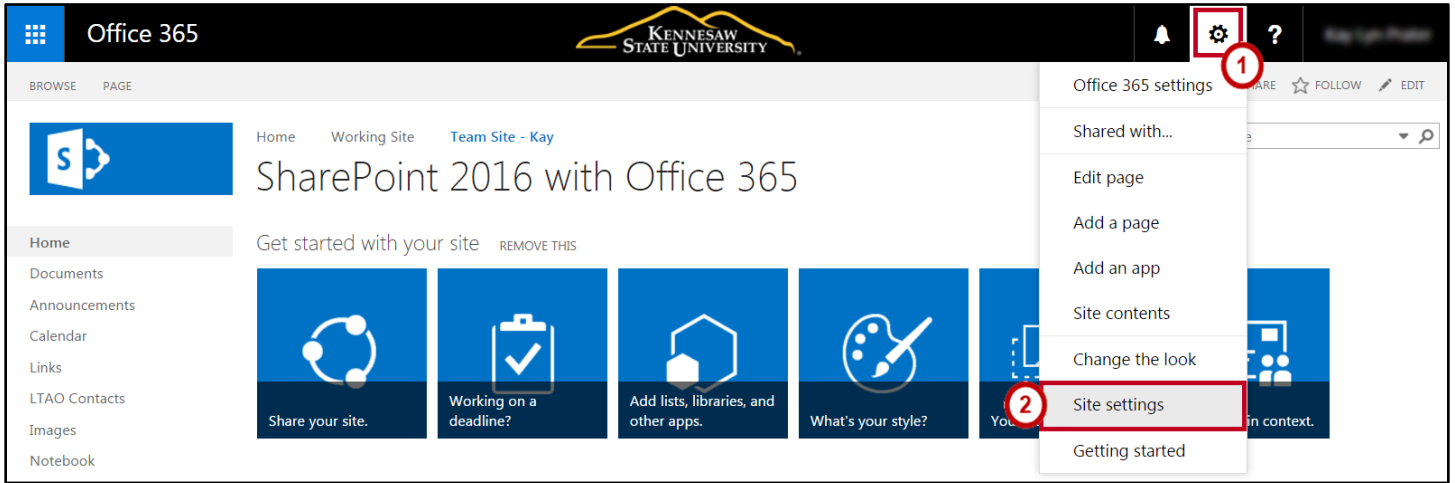 Office 365
KENNESAW
STATE UNIVERSITY
?
1
BROWSE PAGE
FOLLOW EDIT
Office 365 settings
Shared with...
Edit page
Add a page
Add an app
Site contents
Change the look
2
Site settings
Getting started
S
Home Working Site Team Site - Kay
SharePoint 2016 with Office 365
Home
Documents
Announcements
Calendar
Links
LTAO Contacts
Images
Notebook
Get started with your site REMOVE THIS
Share your site.
Working on a
deadline?
Add lists, libraries, and
other apps.
What's your style?
in context.